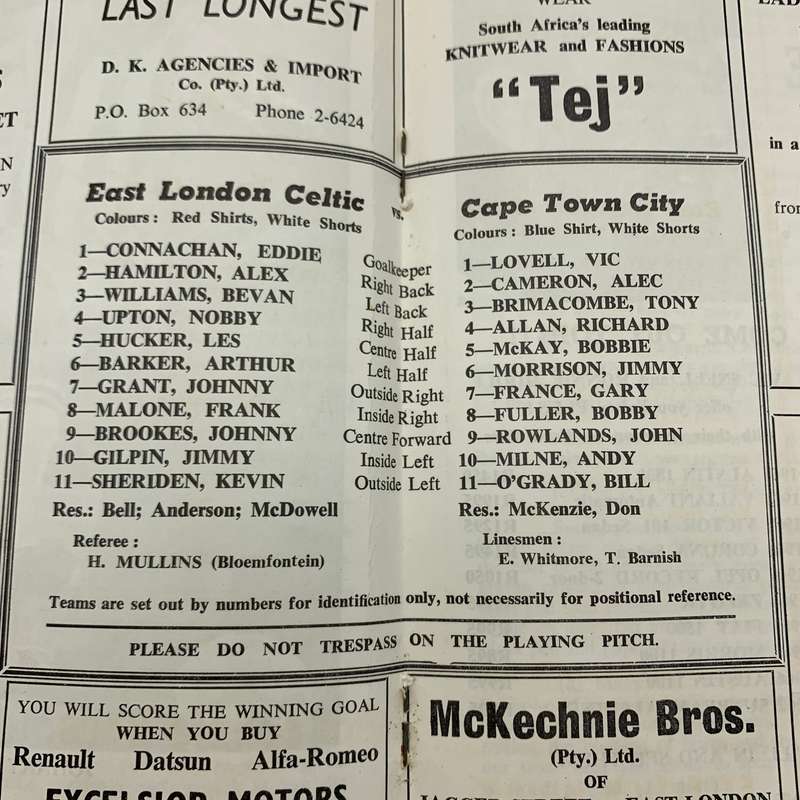 LAST LONGEST
D. K. AGENCIES & IMPORT
Co. (Pty.) Ltd.
P.O. Box 634 Phone 2-6424
WEAR
South Africa's leading
KNITWEAR and FASHIONS
"Tej"
East London Celtic
Colours : Red Shirts, White Shorts
vs.
Cape Town City
Colours : Blue Shirt, White Shorts
1—CONNACHAN, EDDIE Goalkeeper 1—LOVELL, VIC
2—HAMILTON, ALEX Right Back 2—CAMERON, ALEC
3—WILLIAMS, BEVAN Left Back 3—BRIMACOMBE, TONY
4—UPTON, NOBBY Right Half 4—ALLAN, RICHARD
5—HUCKER, LES Centre Half 5—McKAY, BOBBIE
6—BARKER, ARTHUR Left Half 6—MORRISON, JIMMY
7—GRANT, JOHNNY Outside Right 7—FRANCE, GARY
8—MALONE, FRANK Inside Right 8—FULLER, BOBBY
9—BROOKES, JOHNNY Centre Forward 9—ROWLANDS, JOHN
10—GILPIN, JIMMY Inside Left 10—MILNE, ANDY
11—SHERIDEN, KEVIN Outside Left 11—O'GRADY, BILL
Res.: Bell; Anderson; McDowell Res.: McKenzie, Don
Referee :
H. MULLINS (Bloemfontein)
Linesmen :
E. Whitmore, T. Barnish
Teams are set out by numbers for identification only, not necessarily for positional reference.
PLEASE DO NOT TRESPASS ON THE PLAYING PITCH.
YOU WILL SCORE THE WINNING GOAL
WHEN YOU BUY
Renault Datsun Alfa-Romeo
EXCELSIOR MOTORS
McKechnie Bros.
(Pty.) Ltd.
OF
EAST LONDON
in a